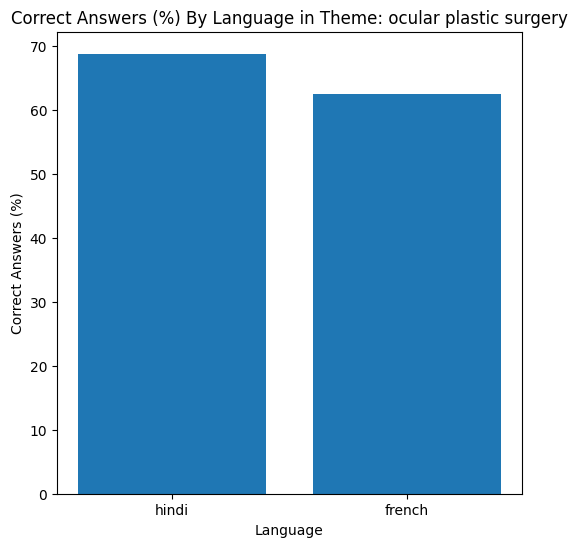 Correct Answers (%) By Language in Theme: ocular plastic surgery
70
60
50
40
30
20
10
0
Correct Answers (%)
hindi french
Language